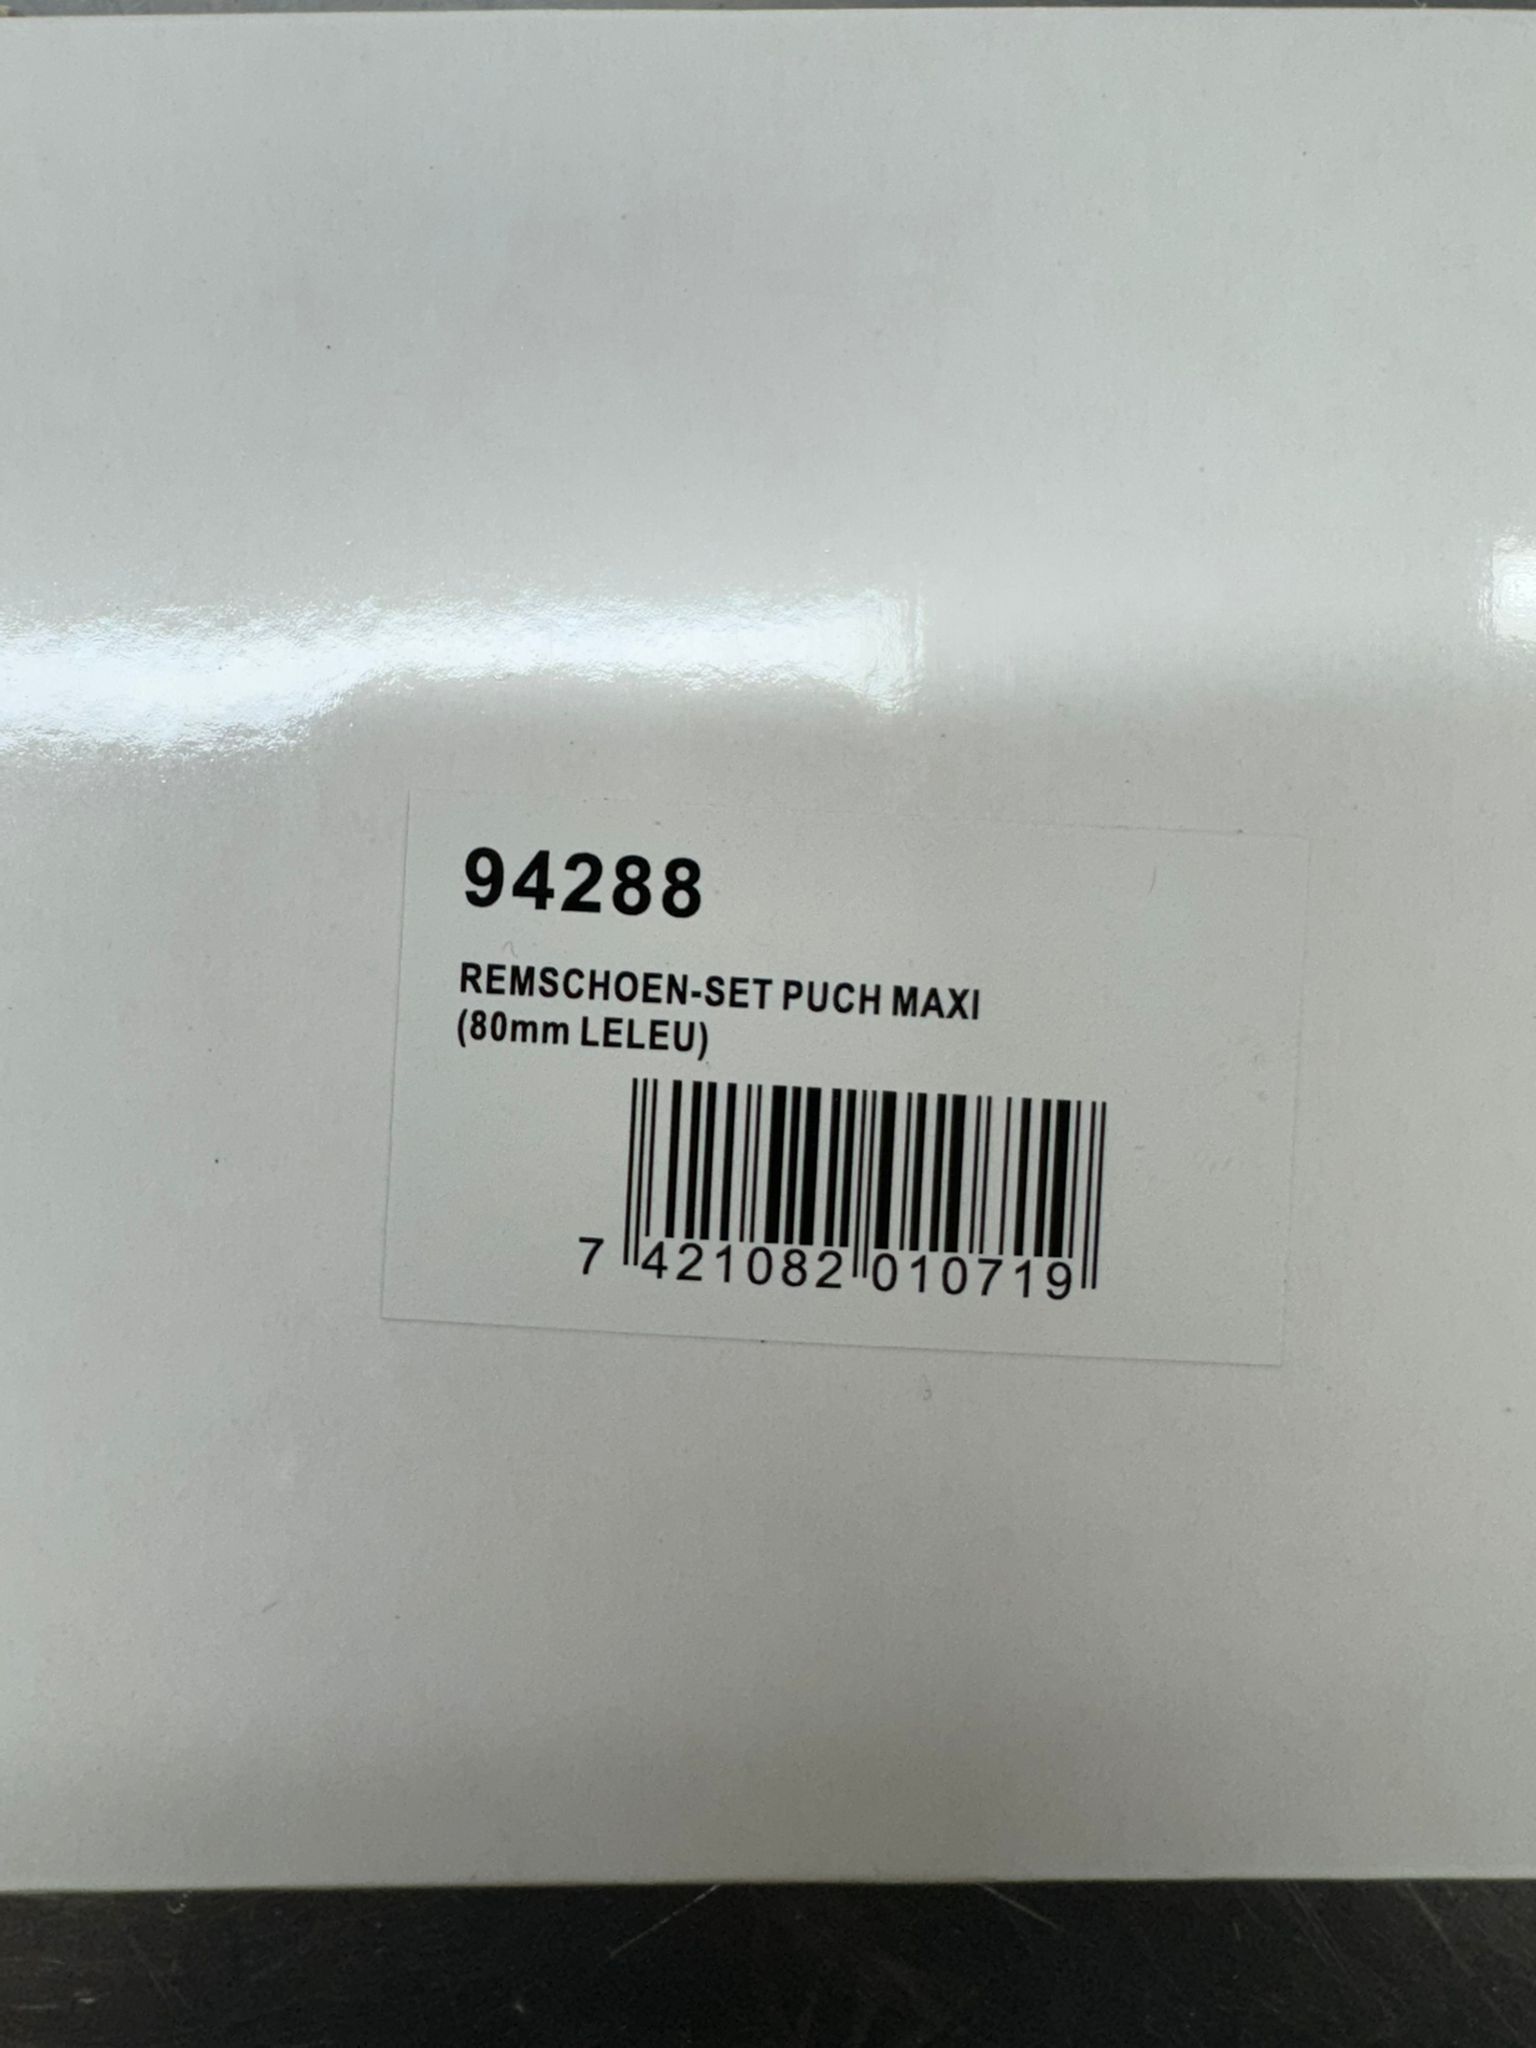 94288
REMSCHOEN-SET PUCH MAXI
(80mm LELEU)
7 421082 010719